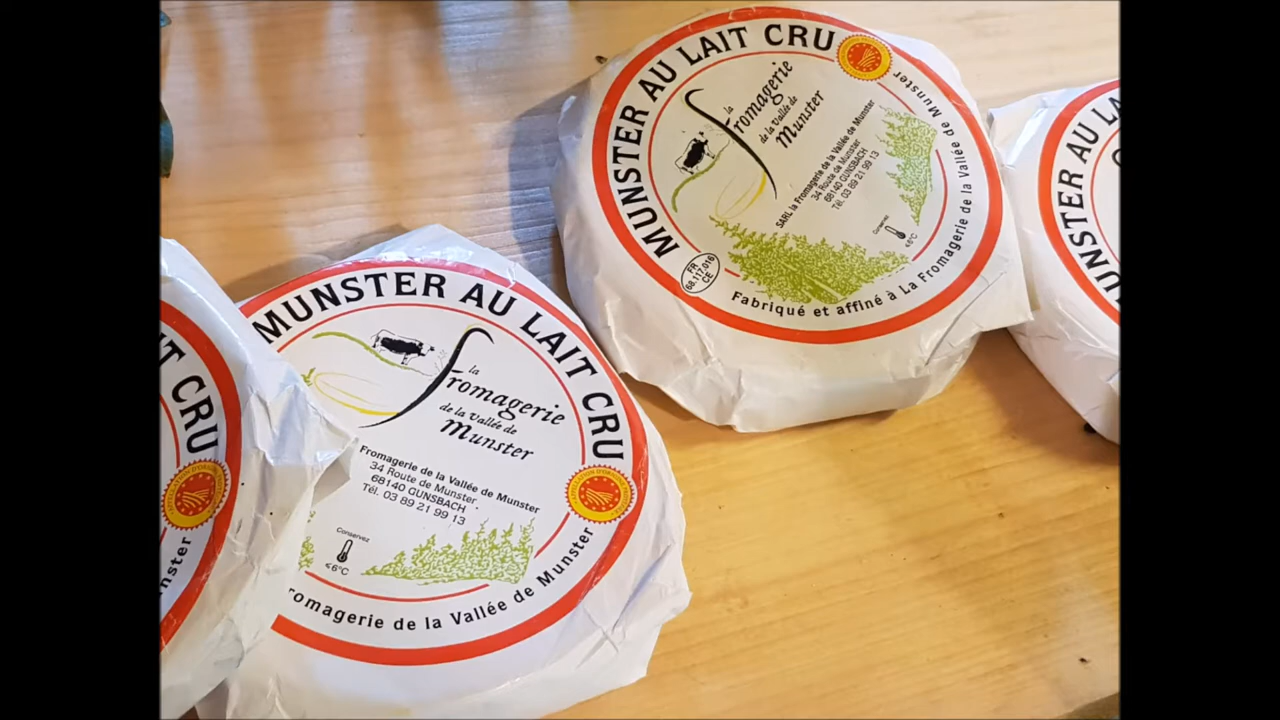 MUNSTER AU LAIT CRU
la
fromagerie
de la vallée de
Munster
SARL la Fromagerie de la Vallée de Munster
34 Route de Munster
68140 GUNSBACH
Tél. 03 89 21 99 13
Conservez
≤6°C
FR
68.117.016
CE
Fabriqué et affiné à La Fromagerie de la Vallée de Munster
MUNSTER AU LAIT CRU
la
fromagerie
de la vallée de
Munster
Fromagerie de la Vallée de Munster
34 Route de Munster
68140 GUNSBACH
Tél. 03 89 21 99 13
Conservez
≤6°C
romagerie de la Vallée de Munster
IT CRU
nster
UNSTER AU LA